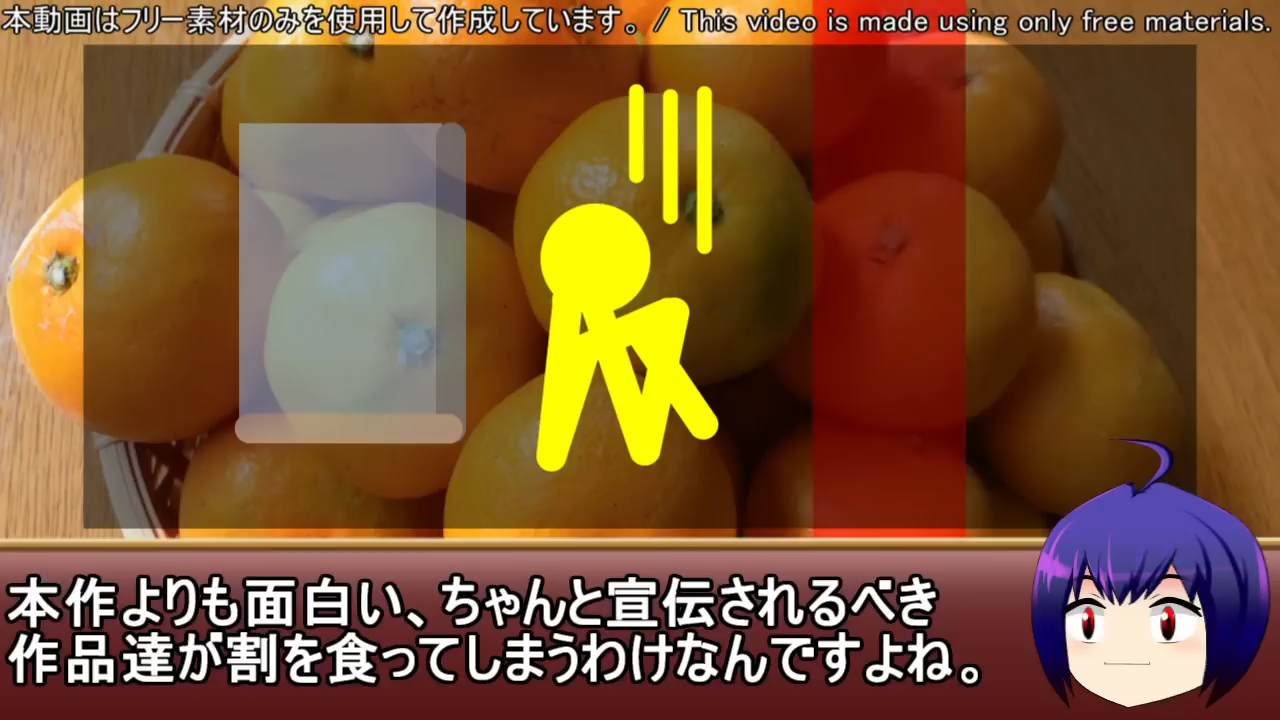 本動画はフリー素材のみを使用して作成しています。 / This video is made using only free materials.
本作よりも面白い、ちゃんと宣伝されるべき
作品達が割を食ってしまうわけなんですよね。